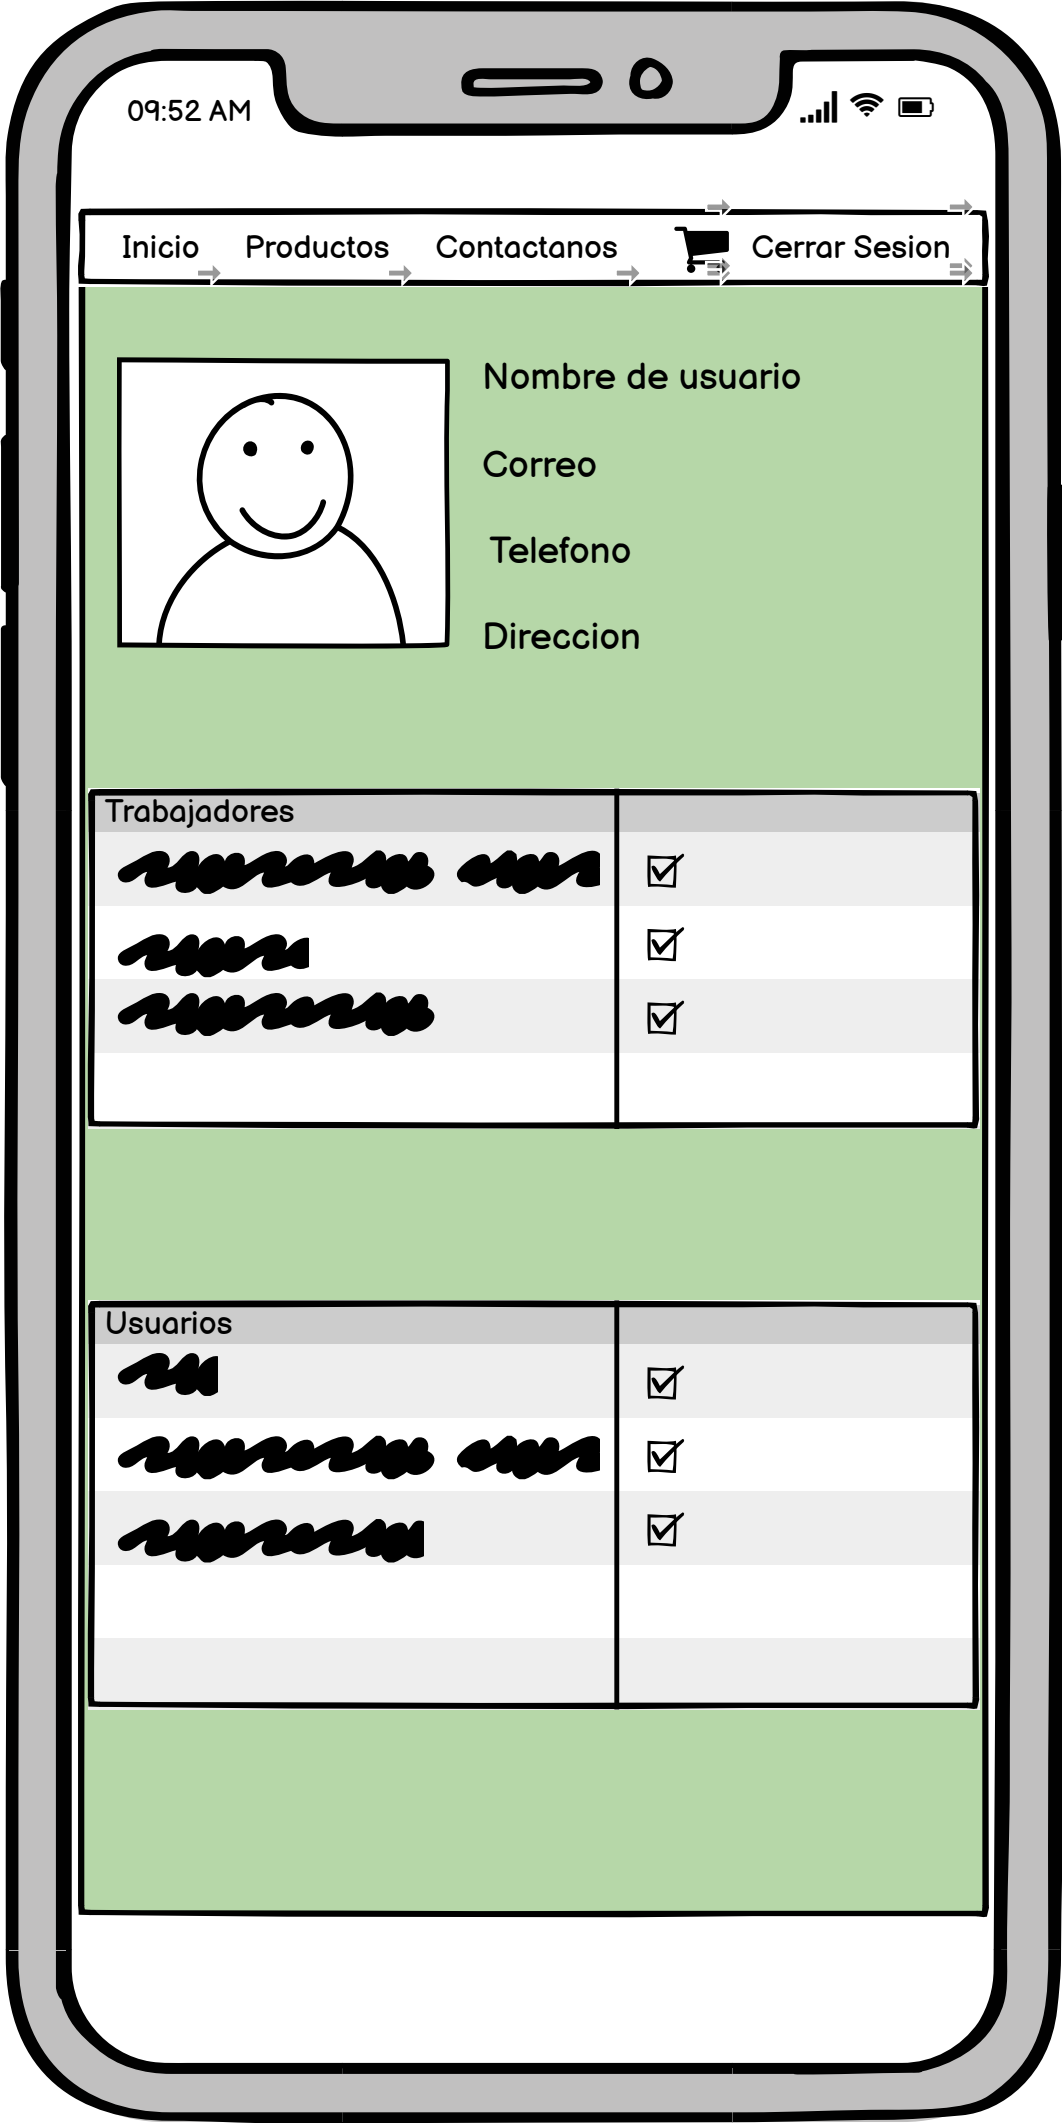 09:52 AM
Inicio Productos Contactanos Cerrar Sesion
Nombre de usuario
Correo
Telefono
Direccion
Trabajadores
Usuarios